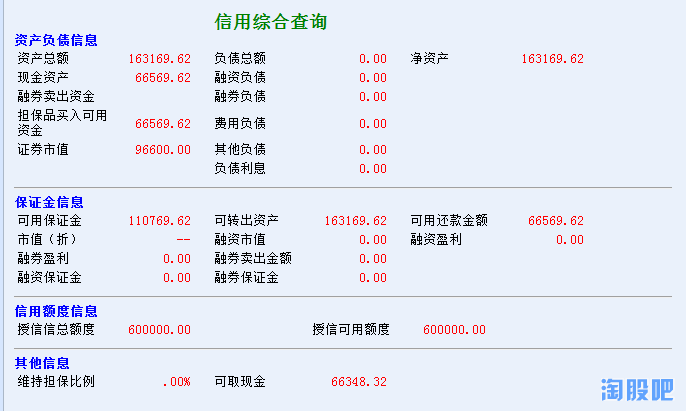 信用综合查询
资产负债信息
资产总额 163169.62 负债总额 0.00 净资产 163169.62
现金资产 66569.62 融资负债 0.00
融券卖出资金 融券负债 0.00
担保品买入可用
资金 66569.62 费用负债 0.00
证券市值 96600.00 其他负债 0.00
负债利息 0.00
保证金信息
可用保证金 110769.62 可转出资产 163169.62 可用还款金额 66569.62
市值（折） -- 融资市值 0.00 融资盈利 0.00
融券盈利 0.00 融券卖出金额 0.00
融资保证金 0.00 融券保证金 0.00
信用额度信息
授信信总额度 600000.00 授信可用额度 600000.00
其他信息
维持担保比例 .00% 可取现金 66348.32
淘股吧